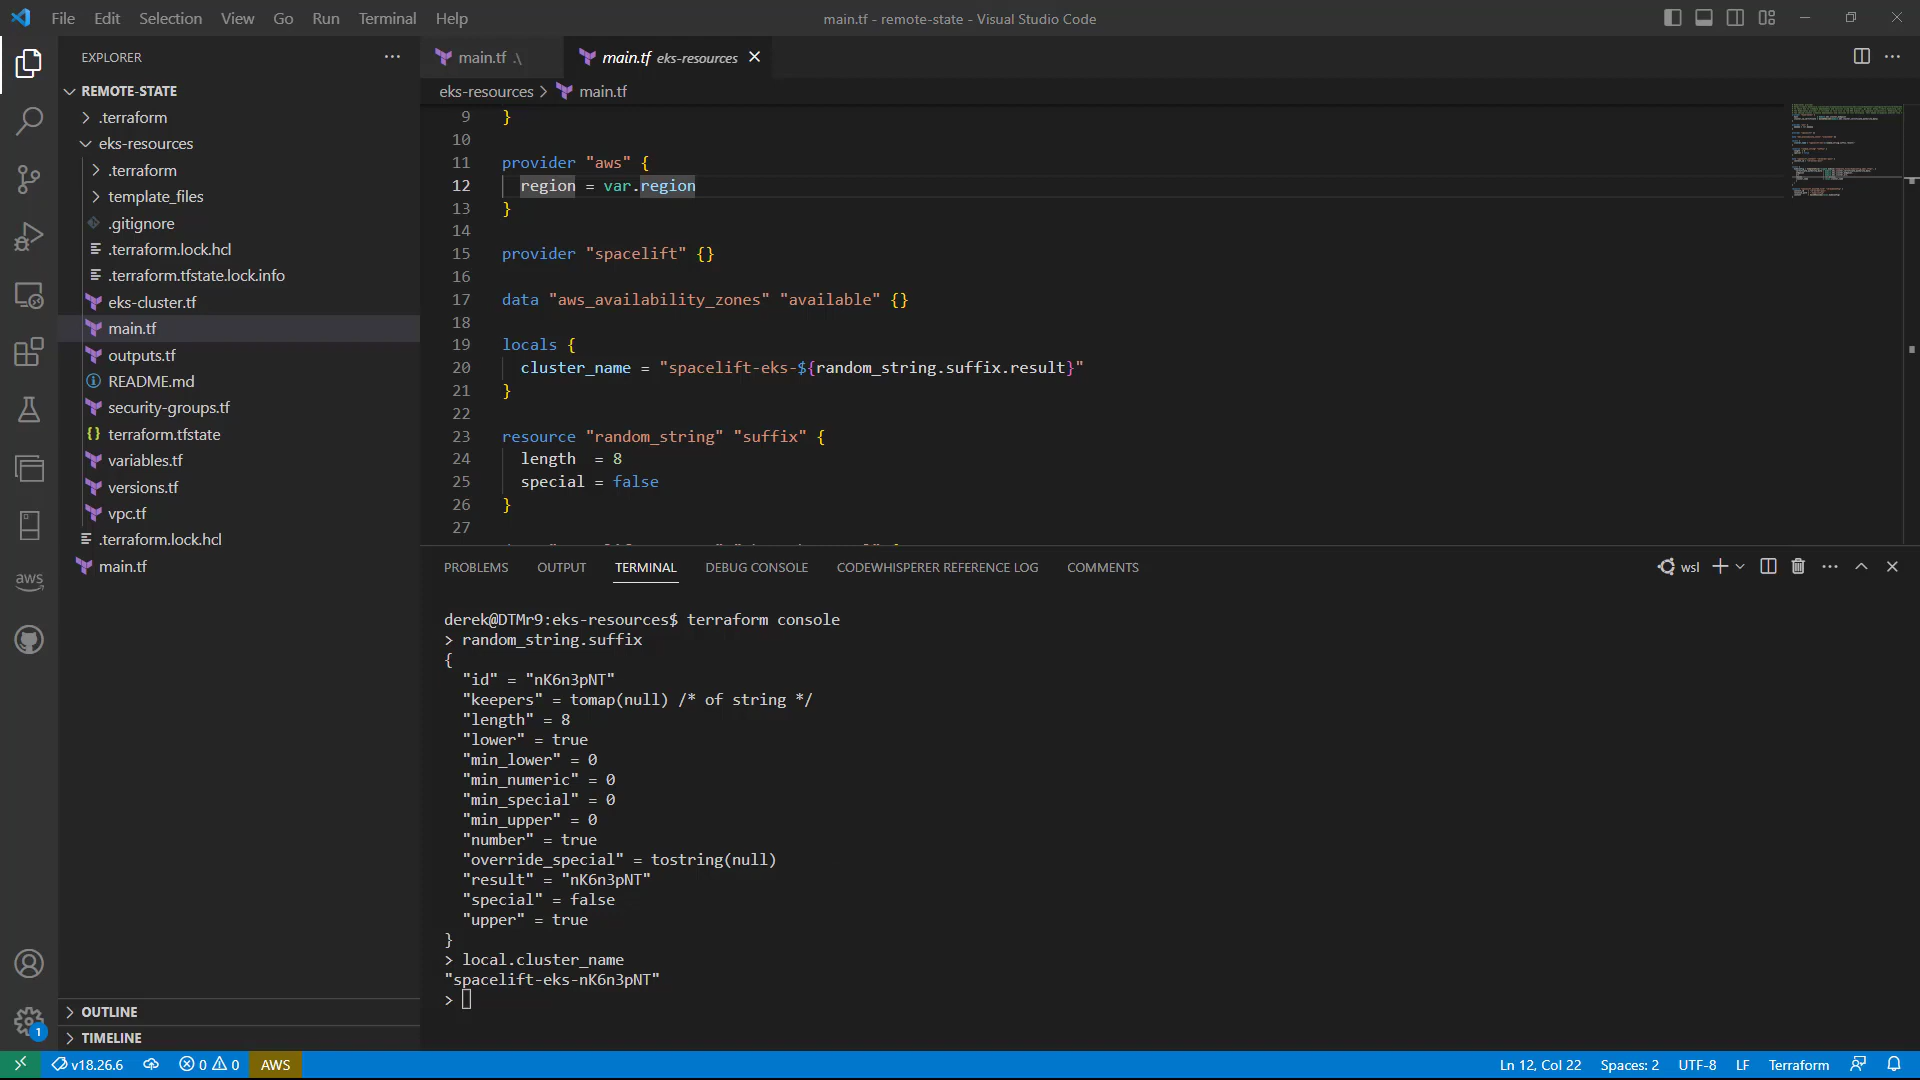 File Edit Selection View Go Run Terminal Help
main.tf - remote-state - Visual Studio Code
EXPLORER
REMOTE-STATE
.terraform
eks-resources
.terraform
template_files
.gitignore
.terraform.lock.hcl
.terraform.tfstate.lock.info
eks-cluster.tf
main.tf
outputs.tf
README.md
security-groups.tf
terraform.tfstate
variables.tf
versions.tf
vpc.tf
.terraform.lock.hcl
main.tf
OUTLINE
TIMELINE
aws
1
main.tf .\
main.tf eks-resources
eks-resources > main.tf
9 }
10
11 provider "aws" {
12 region = var.region
13 }
14
15 provider "spacelift" {}
16
17 data "aws_availability_zones" "available" {}
18
19 locals {
20 cluster_name = "spacelift-eks-${random_string.suffix.result}"
21 }
22
23 resource "random_string" "suffix" {
24 length  = 8
25 special = false
26 }
27
PROBLEMS OUTPUT TERMINAL DEBUG CONSOLE CODEWHISPERER REFERENCE LOG COMMENTS
wsl
derek@DTMr9:eks-resources$ terraform console
> random_string.suffix
{
"id" = "nK6n3pNT"
"keepers" = tomap(null) /* of string */
"length" = 8
"lower" = true
"min_lower" = 0
"min_numeric" = 0
"min_special" = 0
"min_upper" = 0
"number" = true
"override_special" = tostring(null)
"result" = "nK6n3pNT"
"special" = false
"upper" = true
}
> local.cluster_name
"spacelift-eks-nK6n3pNT"
>
v18.26.6 0 0 AWS
Ln 12, Col 22 Spaces: 2 UTF-8 LF Terraform